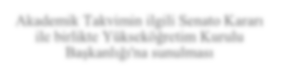 Akademik Takvimin ilgili Senato Kararı
ile birlikte Yükseköğretim Kurulu
Başkanlığı'na sunulması